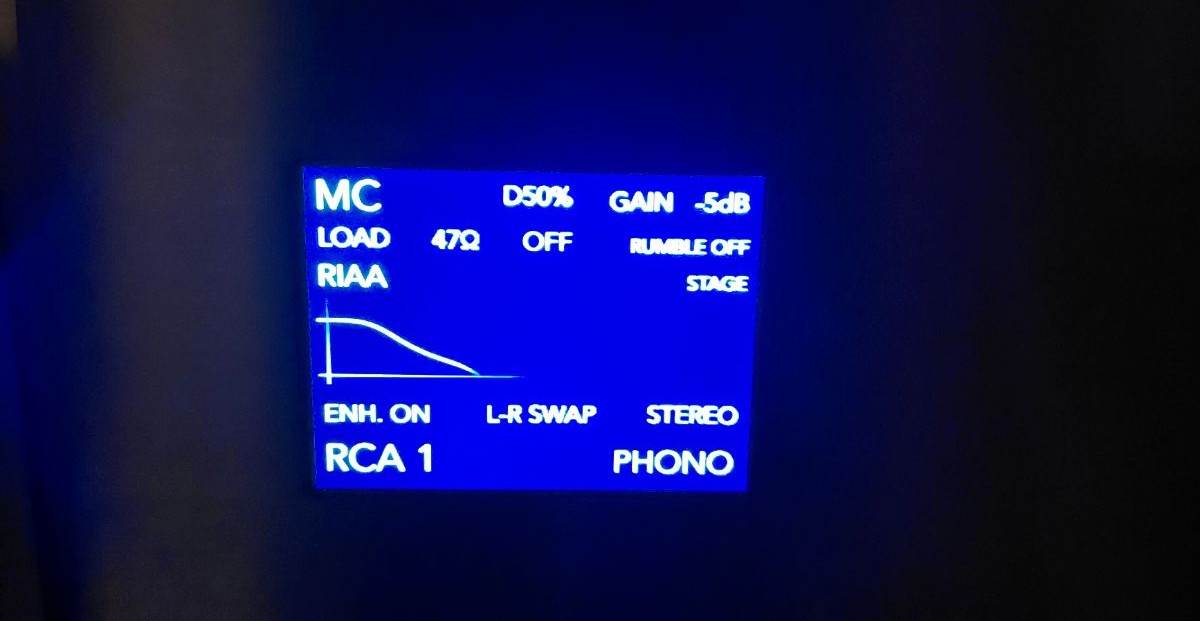 MC D50% GAIN -5dB
LOAD 47Ω OFF RUMBLE OFF
RIAA STAGE
ENH. ON L-R SWAP STEREO
RCA 1 PHONO